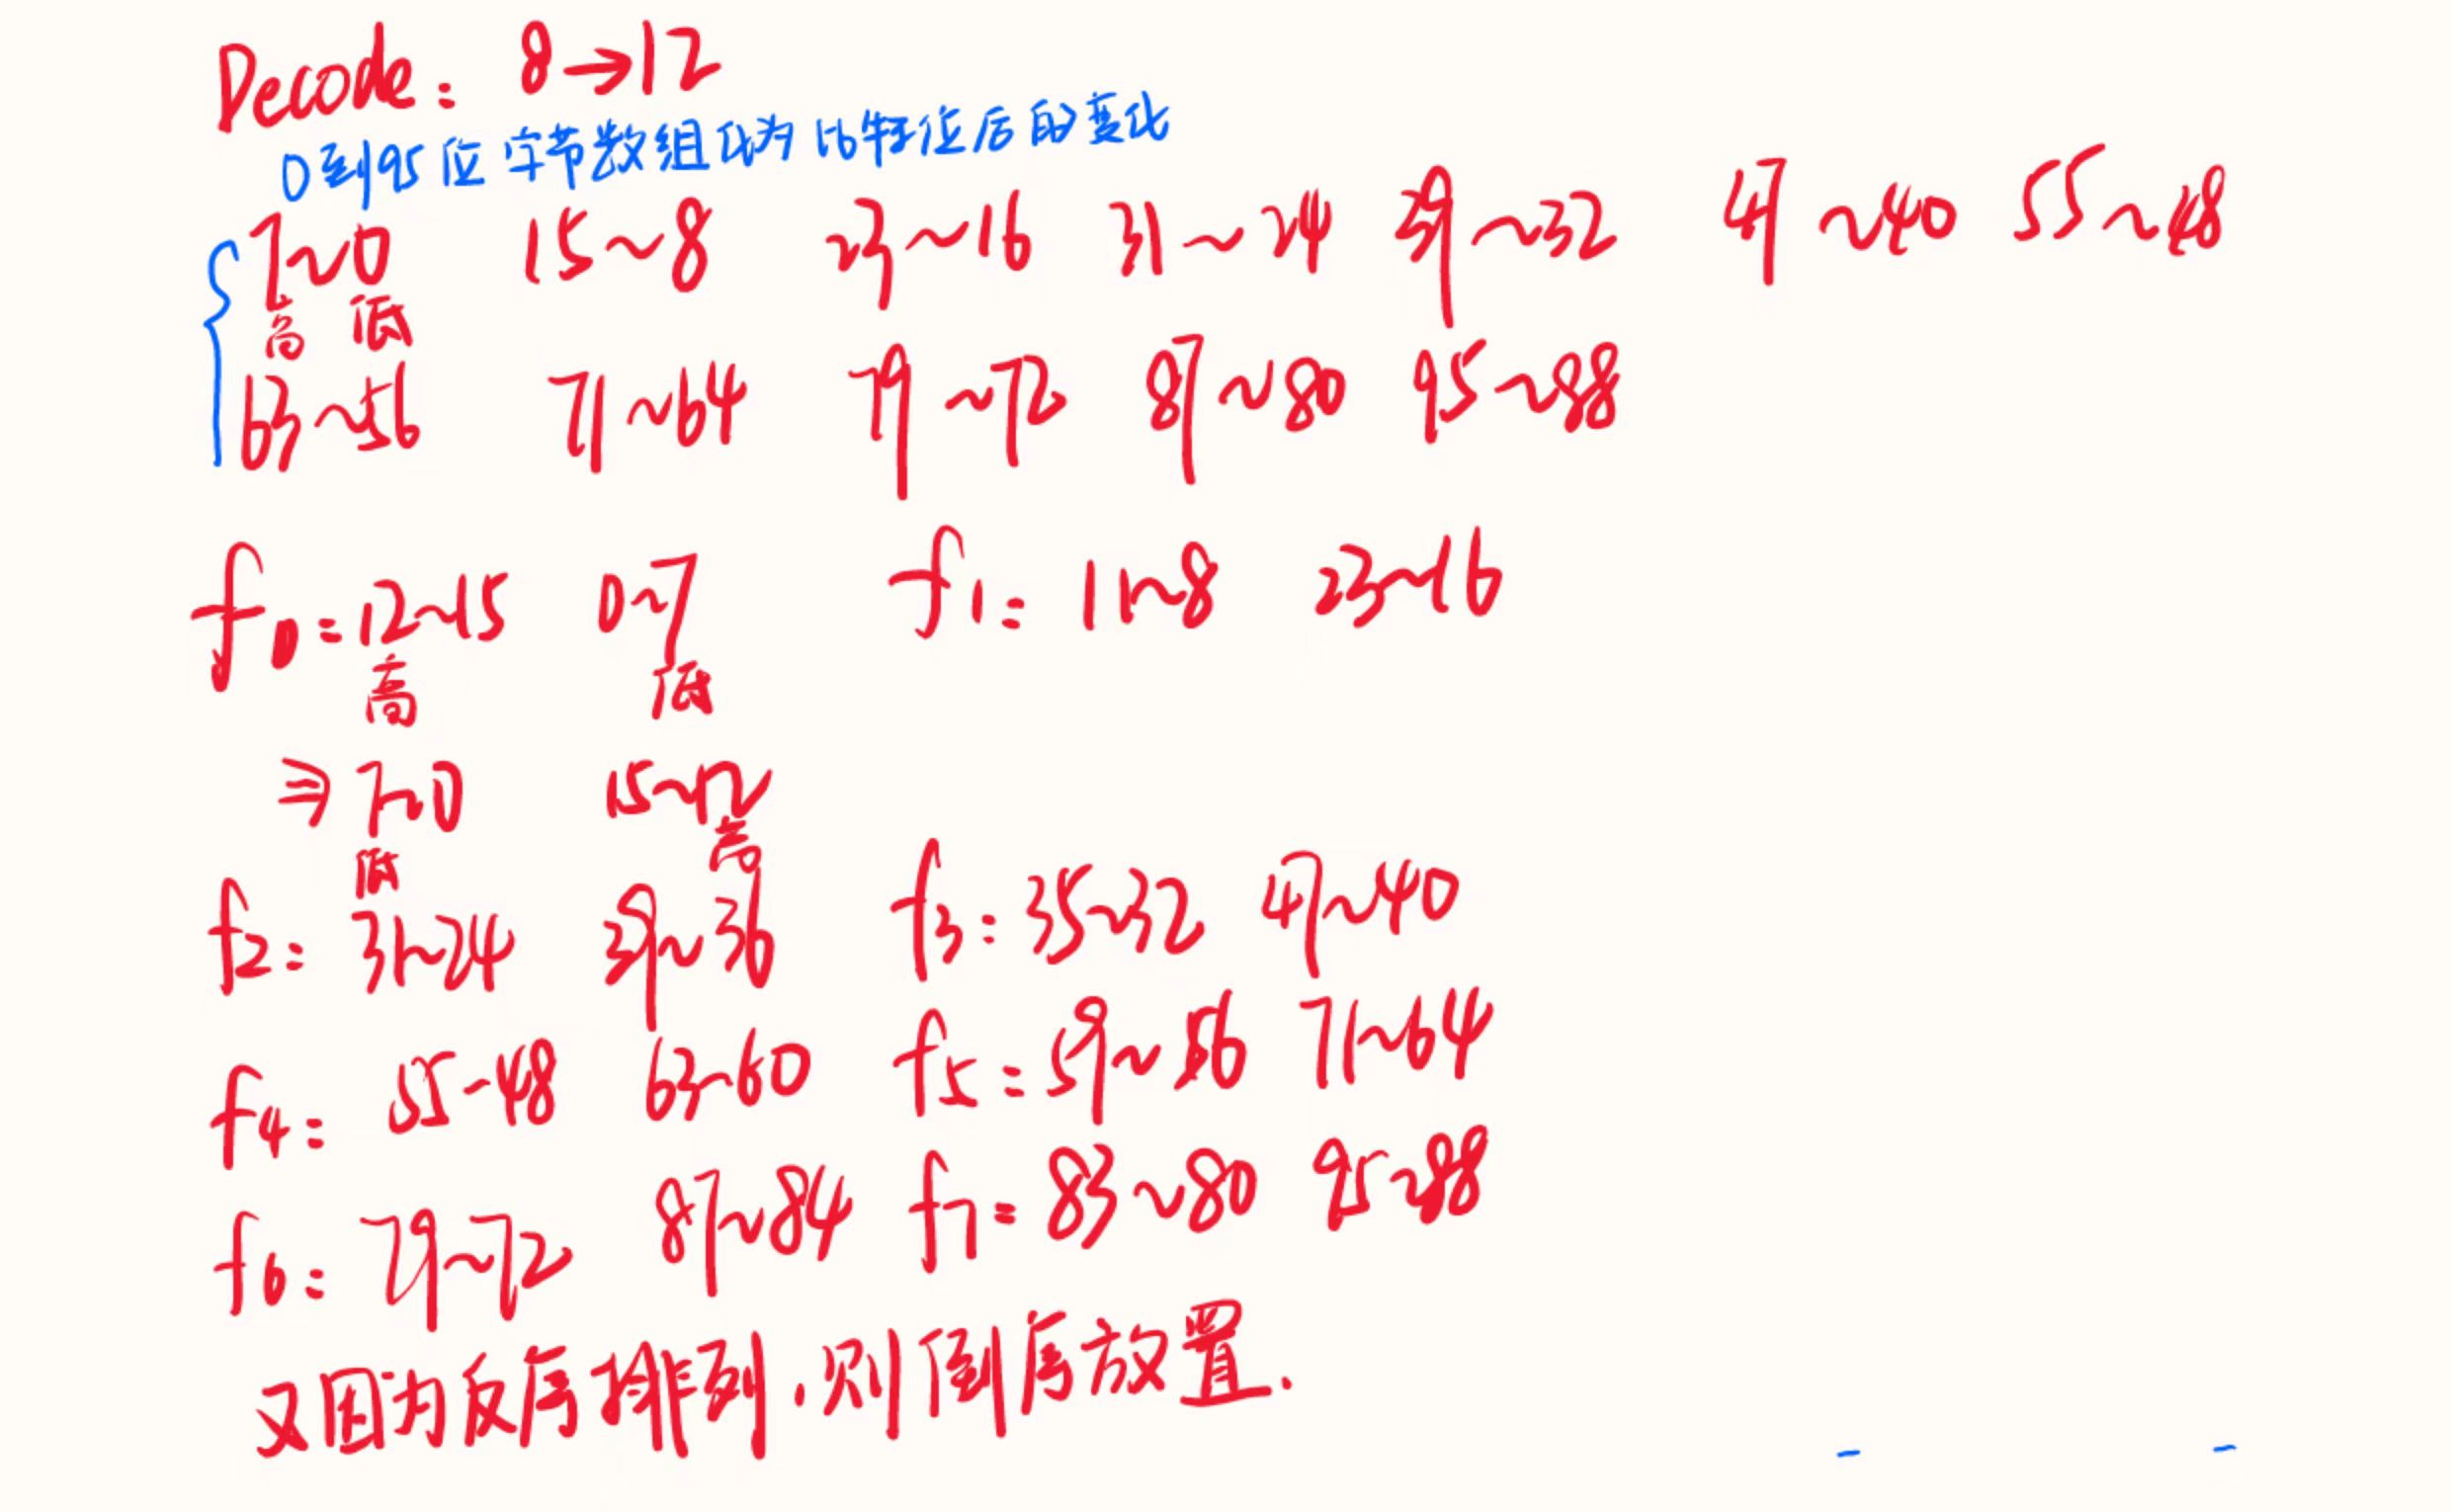 Decode: 8→12
0到95位字节数组化为16特位后的变化
7~0 15~8 23~16 31~24 39~32 47~40 55~48
高 低
63~56 71~64 79~72 87~80 95~88
f0=12~15 0~7 f1=11~8 23~16
高 低
⇒7~0 15~12
低 高
f2=31~24 39~36 f3=35~32 47~40
f4=55~48 63~60 f5=59~56 71~64
f6=79~72 87~84 f7=83~80 95~88
又因为反序排列.则倒序放置.